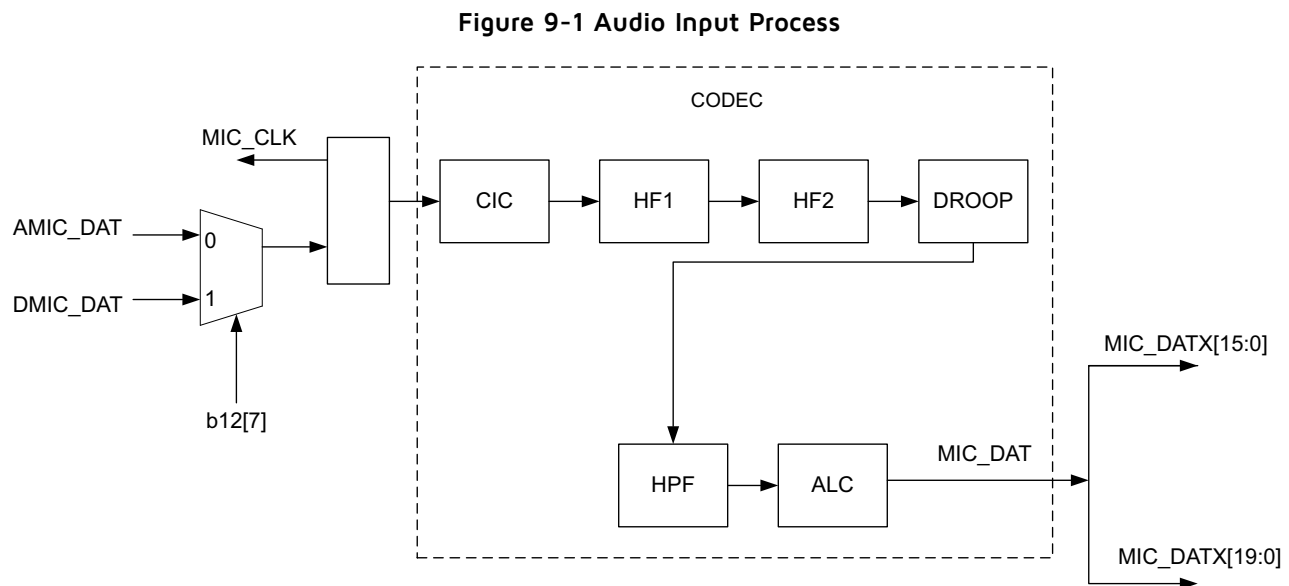 Figure 9-1 Audio Input Process
CODEC
MIC_CLK
CIC
HF1
HF2
DROOP
AMIC_DAT
0
DMIC_DAT
1
b12[7]
MIC_DATX[15:0]
HPF
ALC
MIC_DAT
MIC_DATX[19:0]